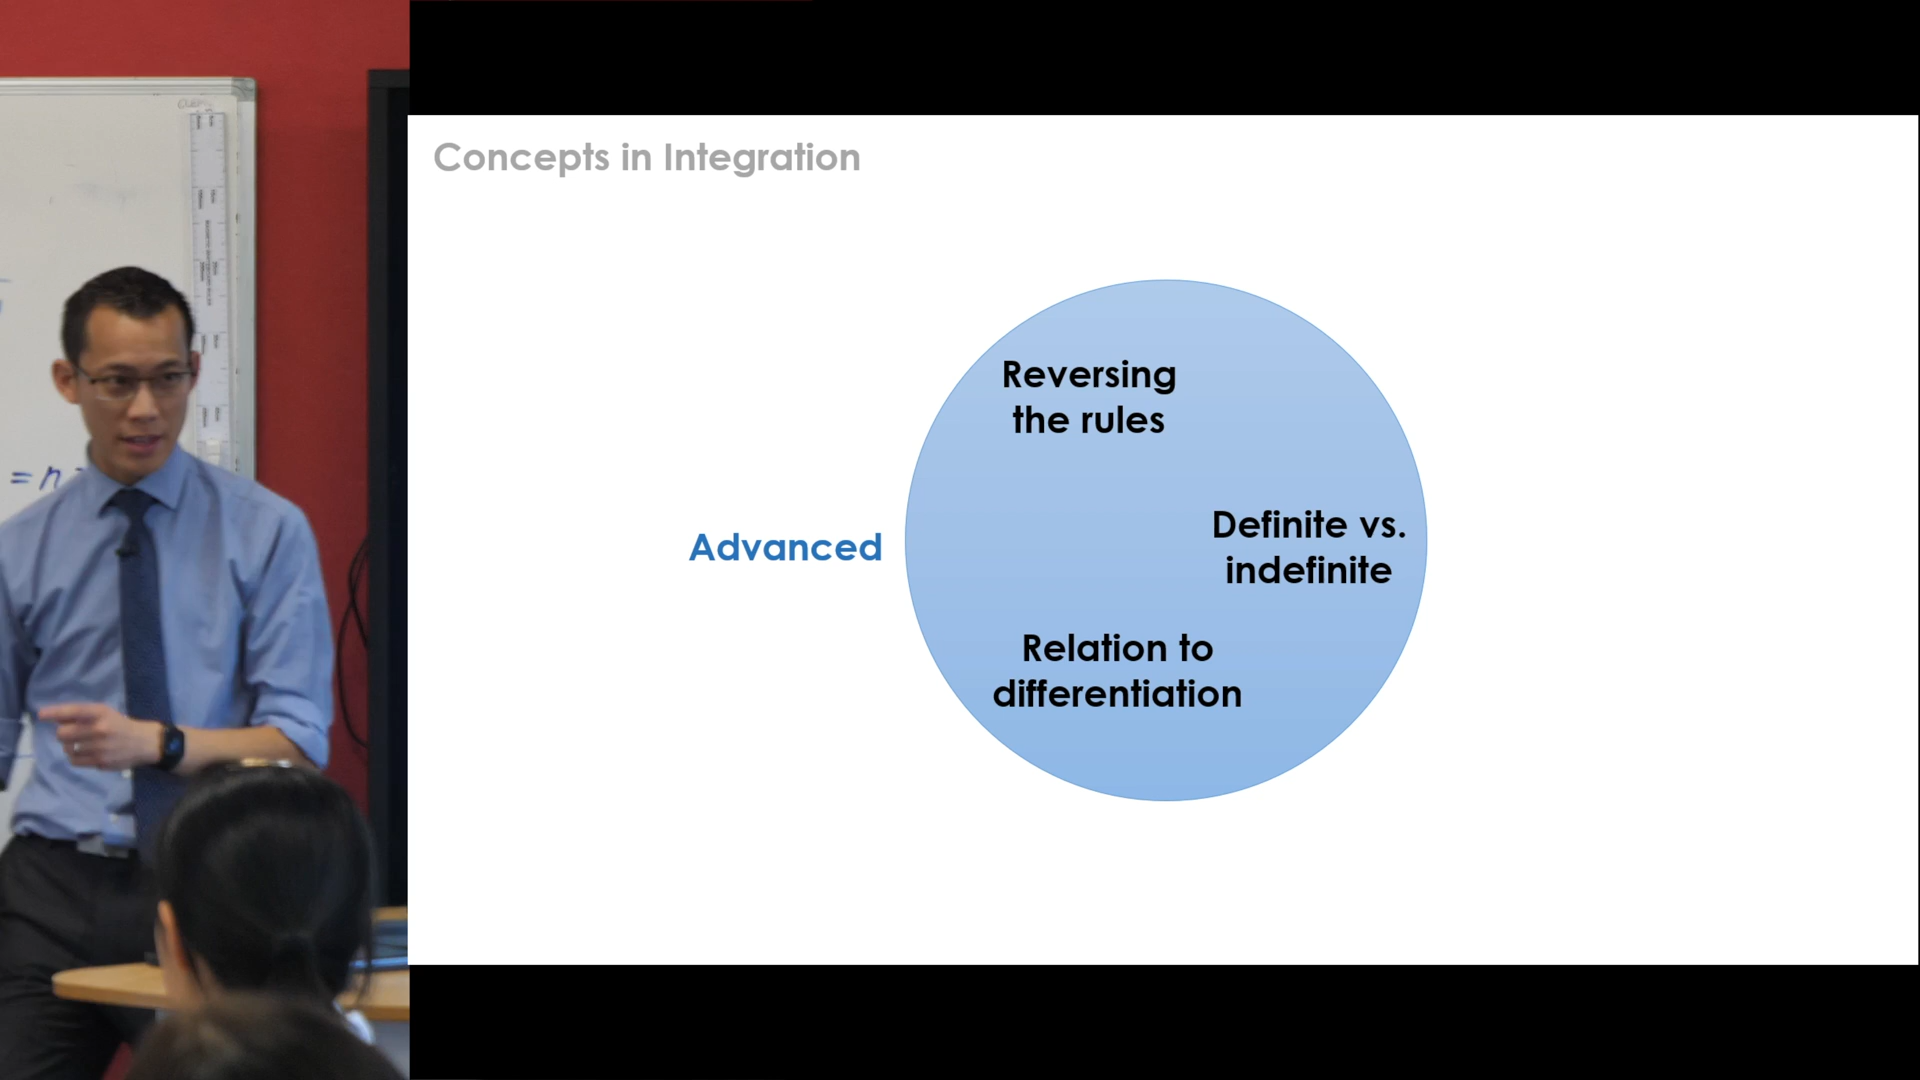 = n
Concepts in Integration
Reversing
the rules
Definite vs.
indefinite
Advanced
Relation to
differentiation